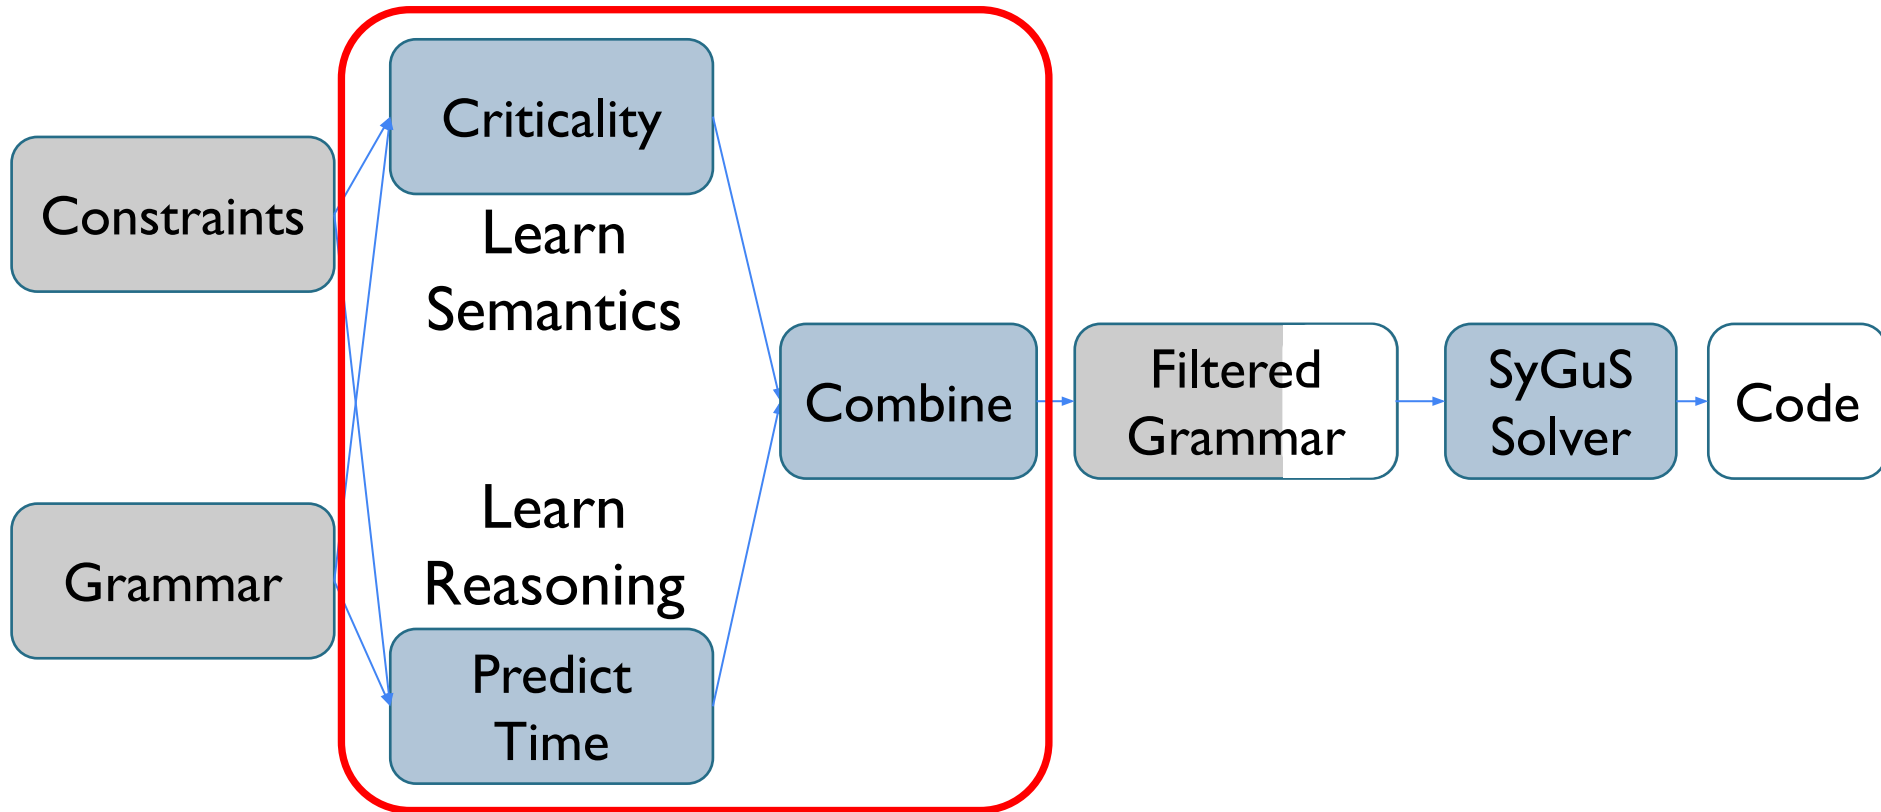 Constraints
Grammar
Criticality
Learn
Semantics
Learn
Reasoning
Predict
Time
Combine
Filtered
Grammar
SyGuS
Solver
Code